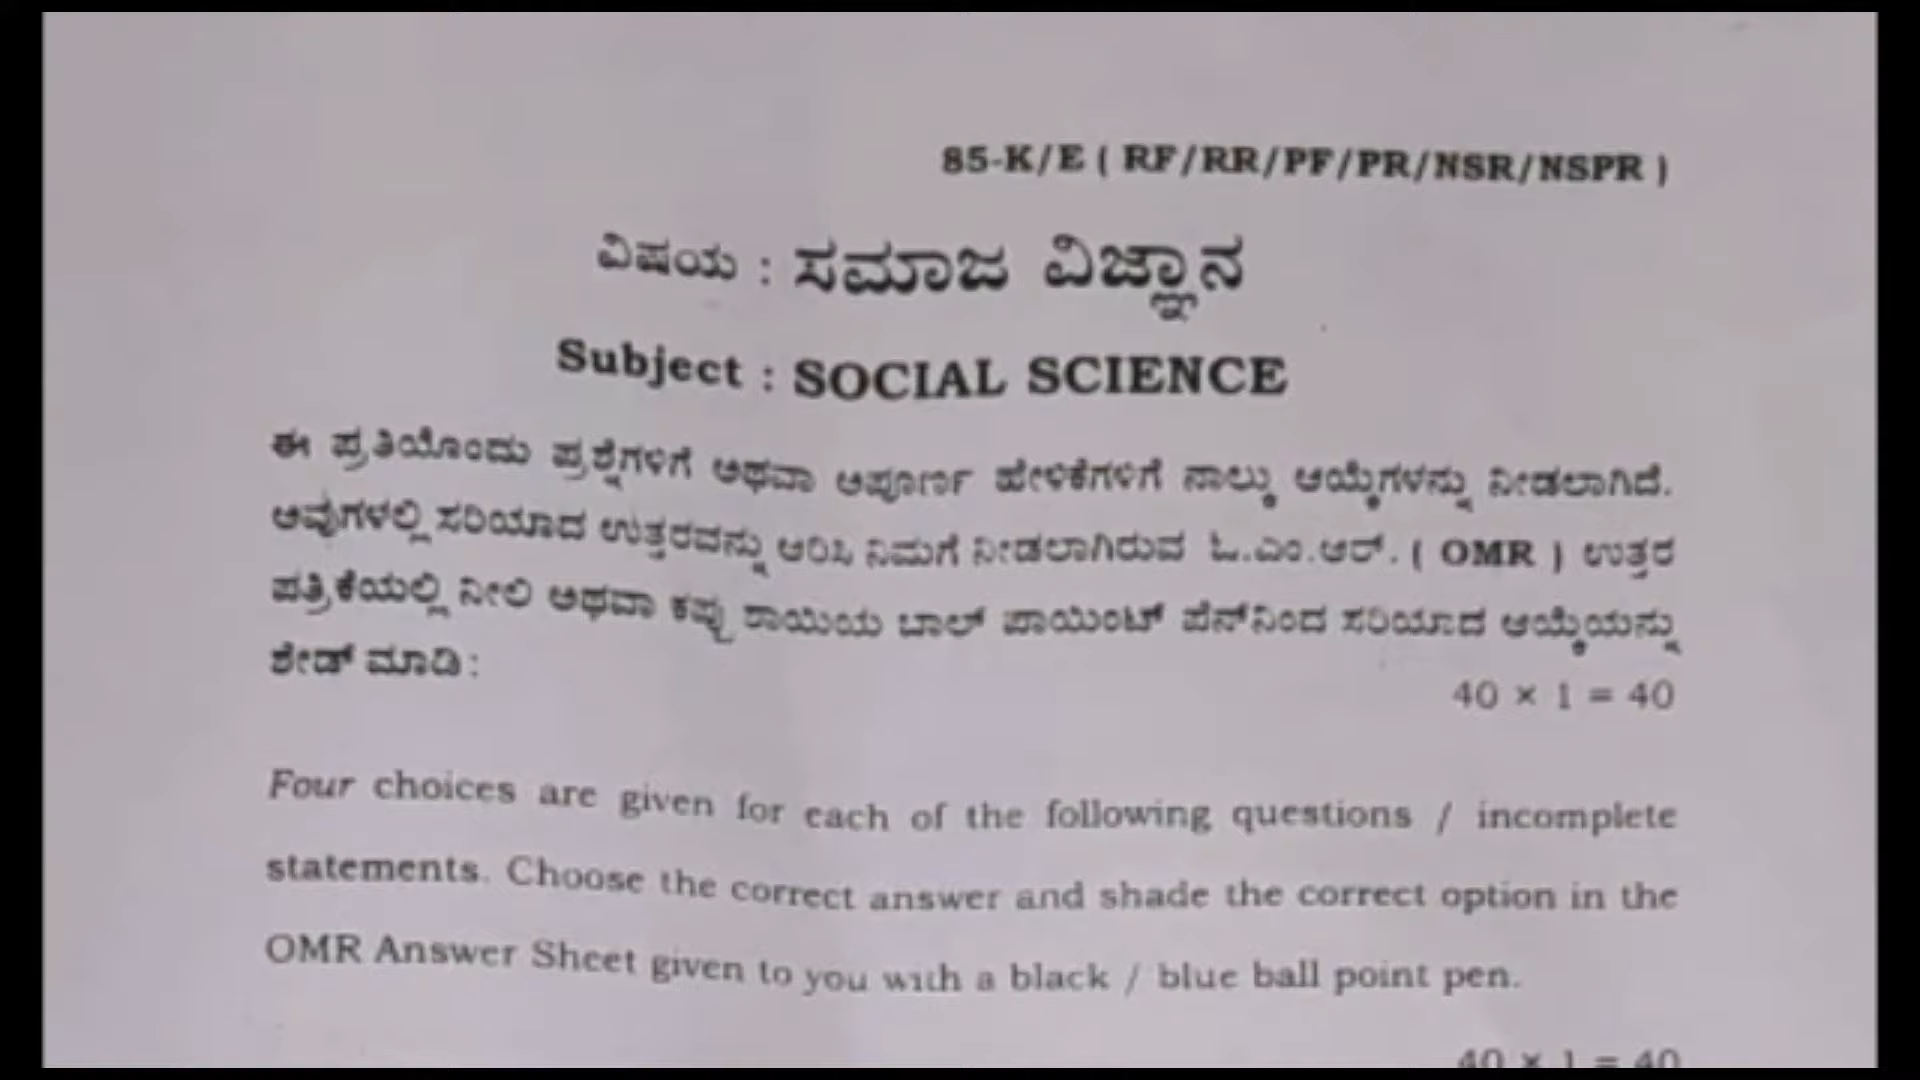 85-K/E ( RF/RR/PF/PR/NSR/NSPR )
ವಿಷಯ : ಸಮಾಜ ವಿಜ್ಞಾನ
Subject : SOCIAL SCIENCE
ಈ ಪ್ರತಿಯೊಂದು ಪ್ರಶ್ನೆಗಳಿಗೆ ಅಥವಾ ಅಪೂರ್ಣ ಹೇಳಿಕೆಗಳಿಗೆ ನಾಲ್ಕು ಆಯ್ಕೆಗಳನ್ನು ನೀಡಲಾಗಿದೆ.
ಅವುಗಳಲ್ಲಿ ಸರಿಯಾದ ಉತ್ತರವನ್ನು ಆರಿಸಿ ನಿಮಗೆ ನೀಡಲಾಗಿರುವ ಓ.ಎಂ.ಆರ್. ( OMR ) ಉತ್ತರ
ಪತ್ರಿಕೆಯಲ್ಲಿ ನೀಲಿ ಅಥವಾ ಕಪ್ಪು ಶಾಯಿಯ ಬಾಲ್ ಪಾಯಿಂಟ್ ಪೆನ್‌ನಿಂದ ಸರಿಯಾದ ಆಯ್ಕೆಯನ್ನು
ಶೇಡ್ ಮಾಡಿ :
40 × 1 = 40
Four choices are given for each of the following questions / incomplete
statements. Choose the correct answer and shade the correct option in the
OMR Answer Sheet given to you with a black / blue ball point pen.
40 × 1 = 40